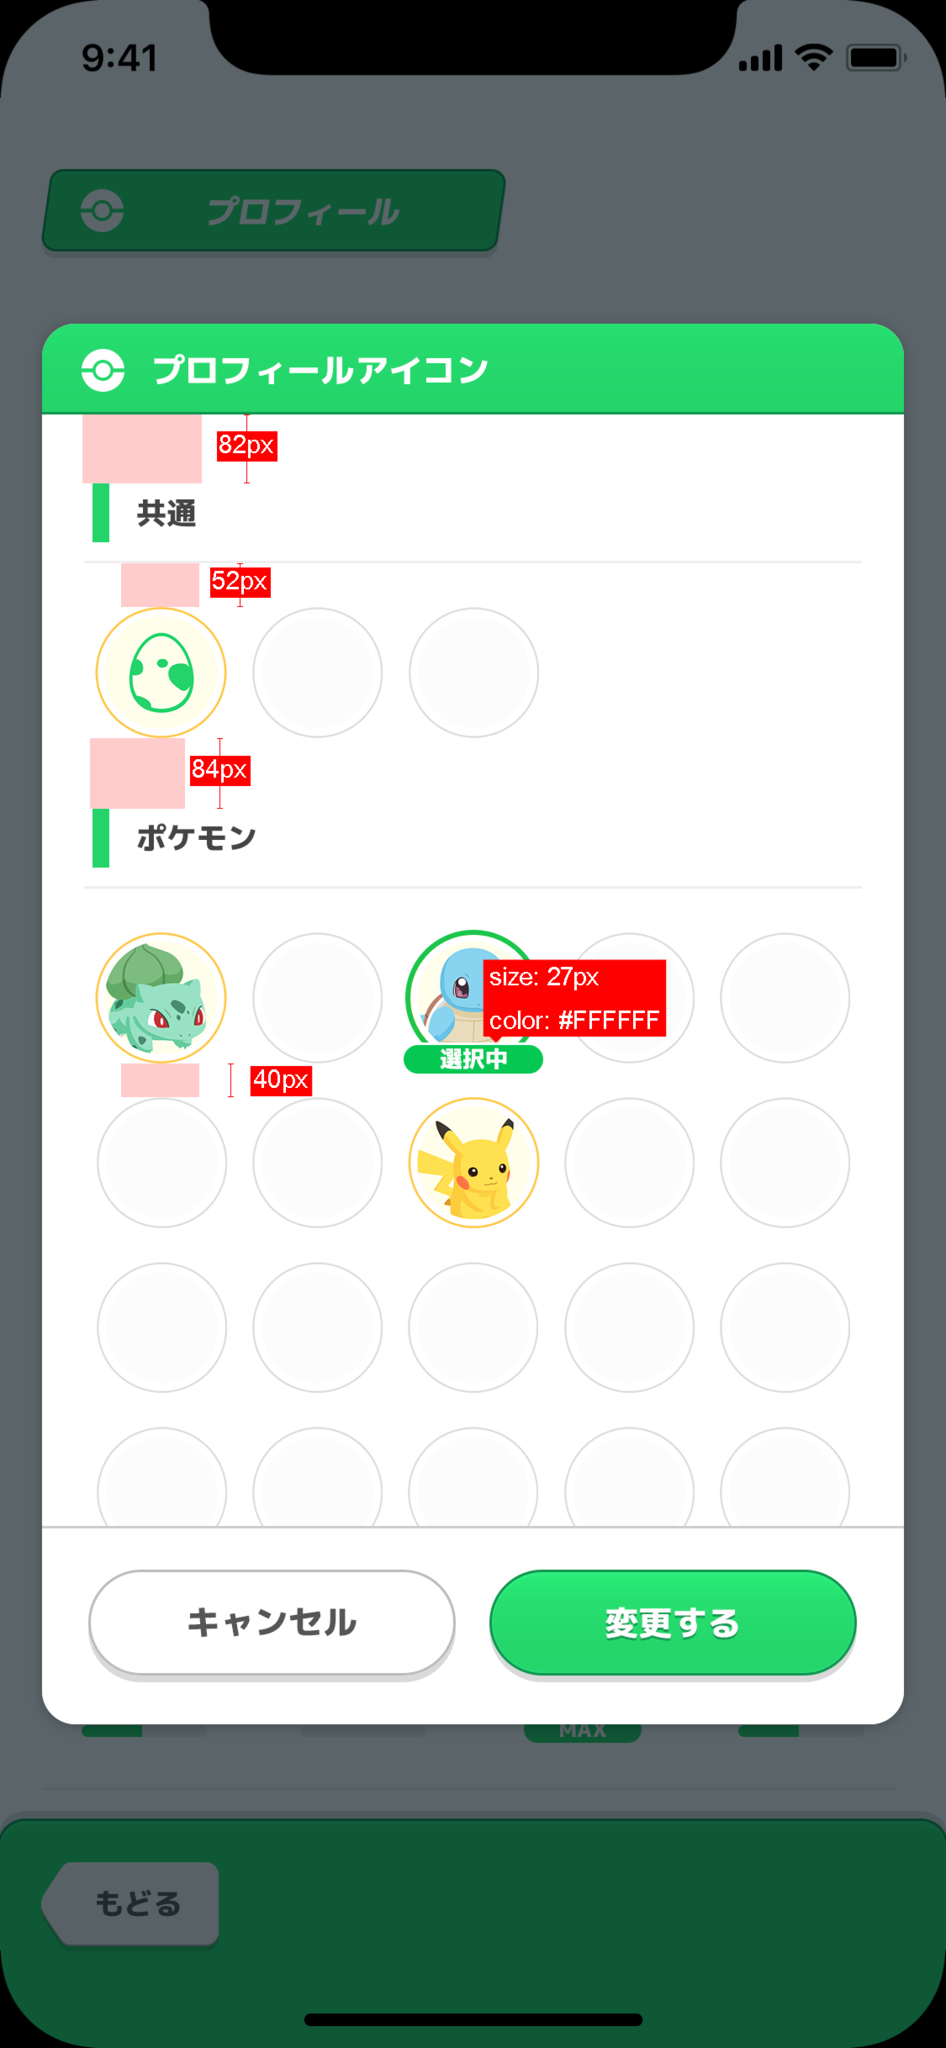 9:41
プロフィール
プロフィールアイコン
82px
共通
52px
84px
ポケモン
size: 27px
color: #FFFFFF
選択中
40px
キャンセル
変更する
MAX
もどる